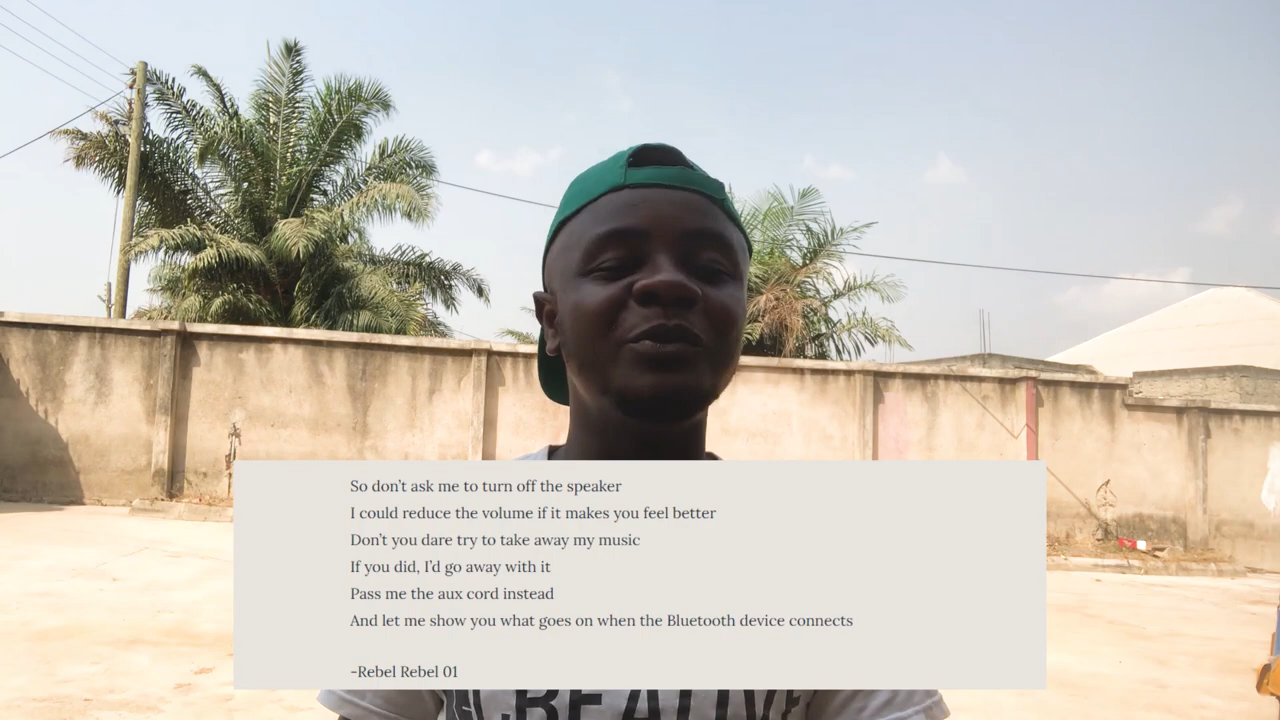 So don’t ask me to turn off the speaker
I could reduce the volume if it makes you feel better
Don’t you dare try to take away my music
If you did, I’d go away with it
Pass me the aux cord instead
And let me show you what goes on when the Bluetooth device connects
-Rebel Rebel 01
CREATIVE